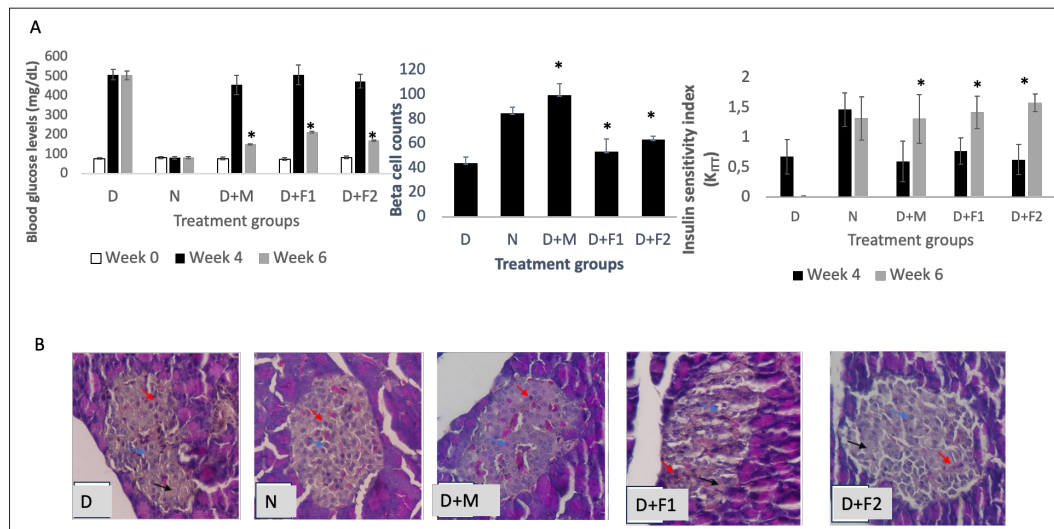 A
Blood glucose levels (mg/dL)
600
500
400
300
200
100
0
*
*
*
D
N
D+M
D+F1
D+F2
Treatment groups
Week 0
Week 4
Week 6
Beta cell counts
120
100
80
60
40
20
0
*
*
*
D
N
D+M
D+F1
D+F2
Treatment groups
Insulin sensitivity index
(KITT)
2
1,5
1
0,5
0
*
*
*
D
N
D+M
D+F1
D+F2
Treatment groups
Week 4
Week 6
B
D
N
D+M
D+F1
D+F2